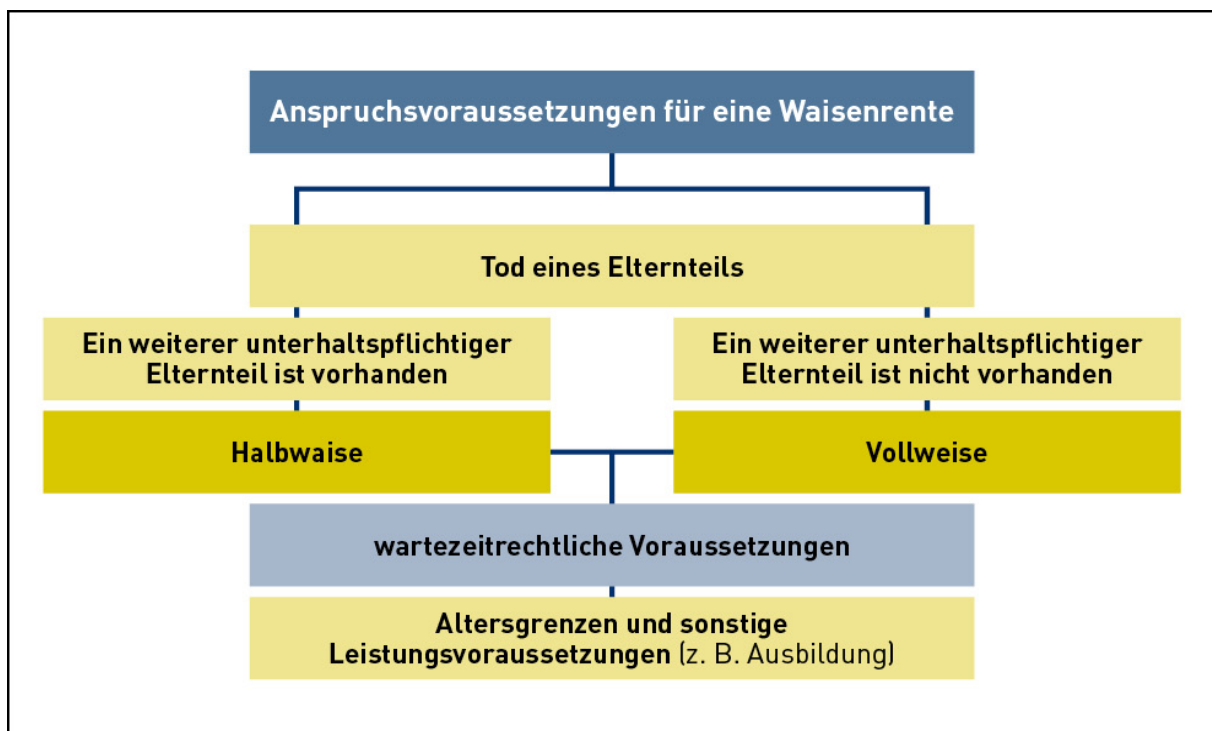 Anspruchsvoraussetzungen für eine Waisenrente
Tod eines Elternteils
Ein weiterer unterhaltspflichtiger
Elternteil ist vorhanden
Ein weiterer unterhaltspflichtiger
Elternteil ist nicht vorhanden
Halbwaise
Vollweise
wartezeitrechtliche Voraussetzungen
Altersgrenzen und sonstige
Leistungsvoraussetzungen (z. B. Ausbildung)